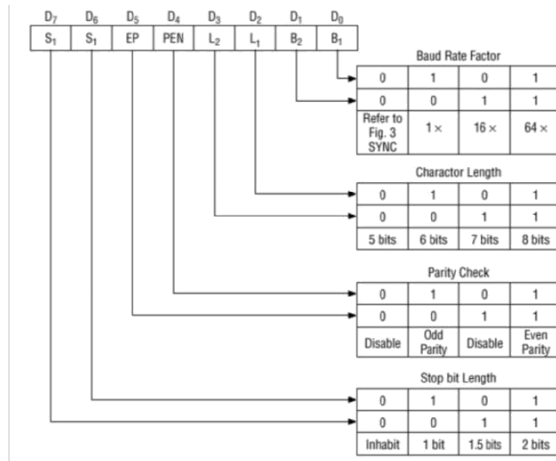 D7 D6 D5 D4 D3 D2 D1 D0
S1 S1 EP PEN L2 L1 B2 B1
Baud Rate Factor
0 1 0 1
0 0 1 1
Refer to Fig. 3 SYNC 1 × 16 × 64 ×
Charactor Length
0 1 0 1
0 0 1 1
5 bits 6 bits 7 bits 8 bits
Parity Check
0 1 0 1
0 0 1 1
Disable Odd Parity Disable Even Parity
Stop bit Length
0 1 0 1
0 0 1 1
Inhabit 1 bit 1.5 bits 2 bits